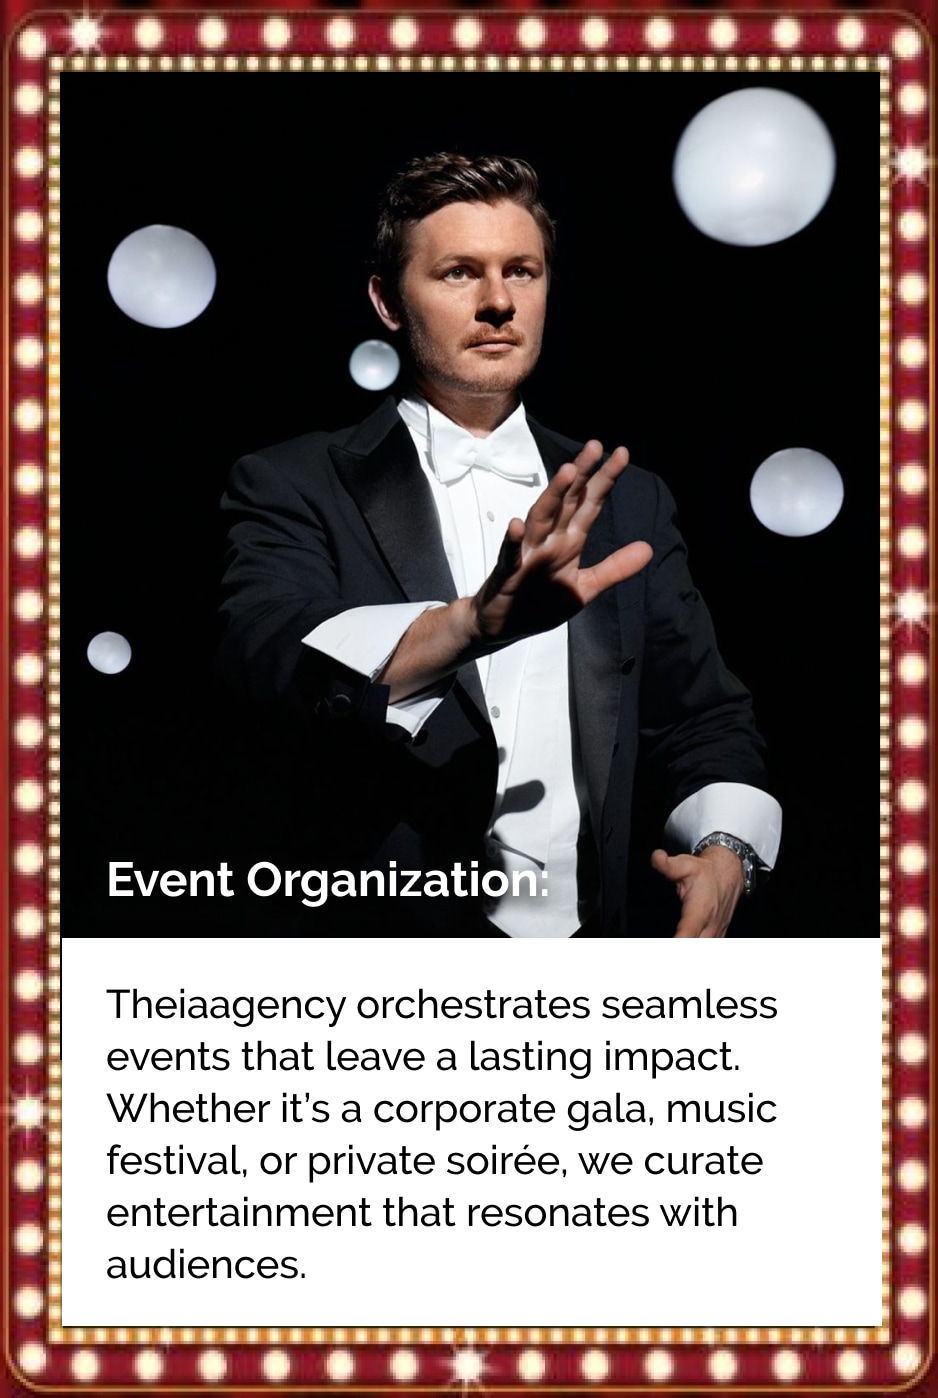 Event Organization:
Theiaagency orchestrates seamless
events that leave a lasting impact.
Whether it’s a corporate gala, music
festival, or private soirée, we curate
entertainment that resonates with
audiences.